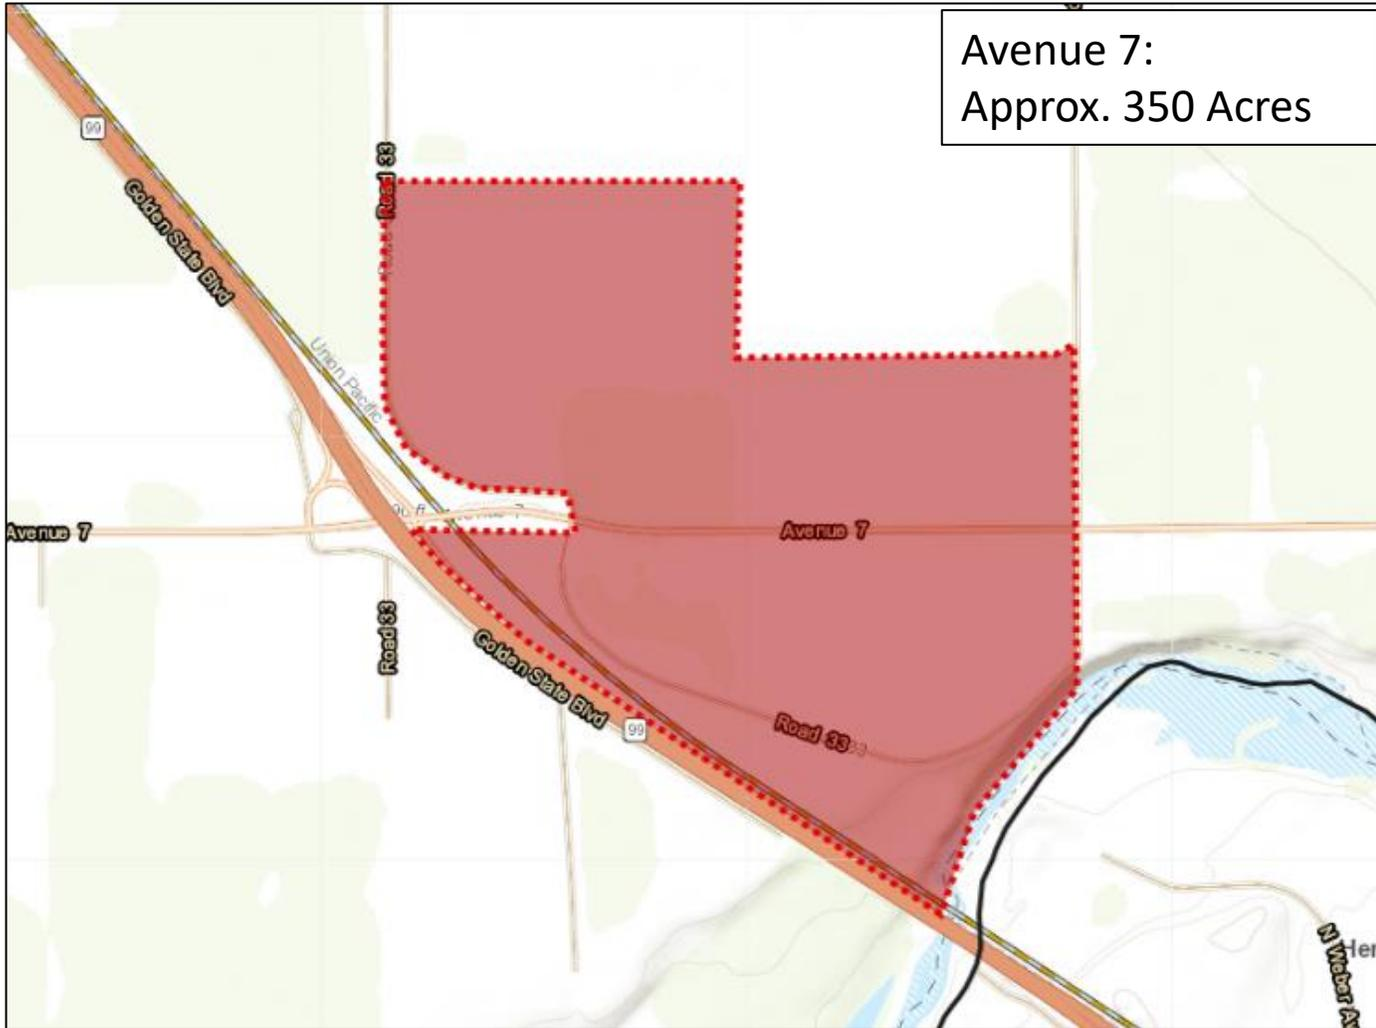 Avenue 7:
Approx. 350 Acres
99
Road 33
Golden State Blvd
Union Pacific
Avenue 7
Avenue 7
Road 33
Golden State Blvd
99
Road 33
N Weber A
Her